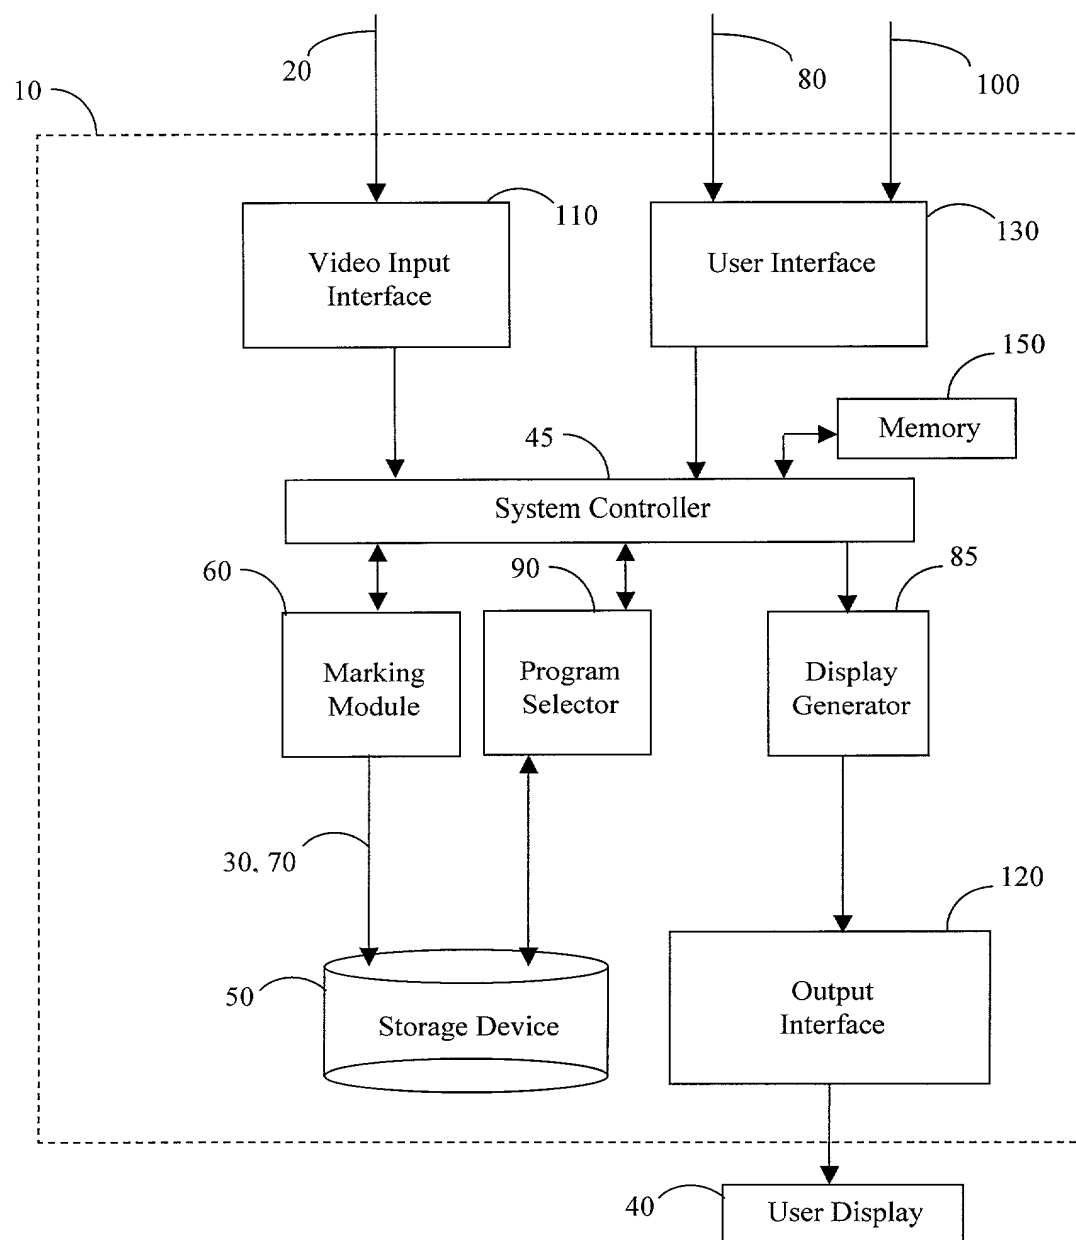 20
80
100
10
110
130
Video Input
Interface
User Interface
150
Memory
45
System Controller
60
90
85
Marking
Module
Program
Selector
Display
Generator
30, 70
120
50
Storage Device
Output
Interface
40
User Display